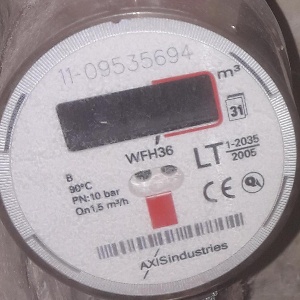 11-09535694
m³
31
WFH36
LT 1-2035
2005
B
90°C
PN:10 bar
Qn1,5 m³/h
CE
AXISindustries